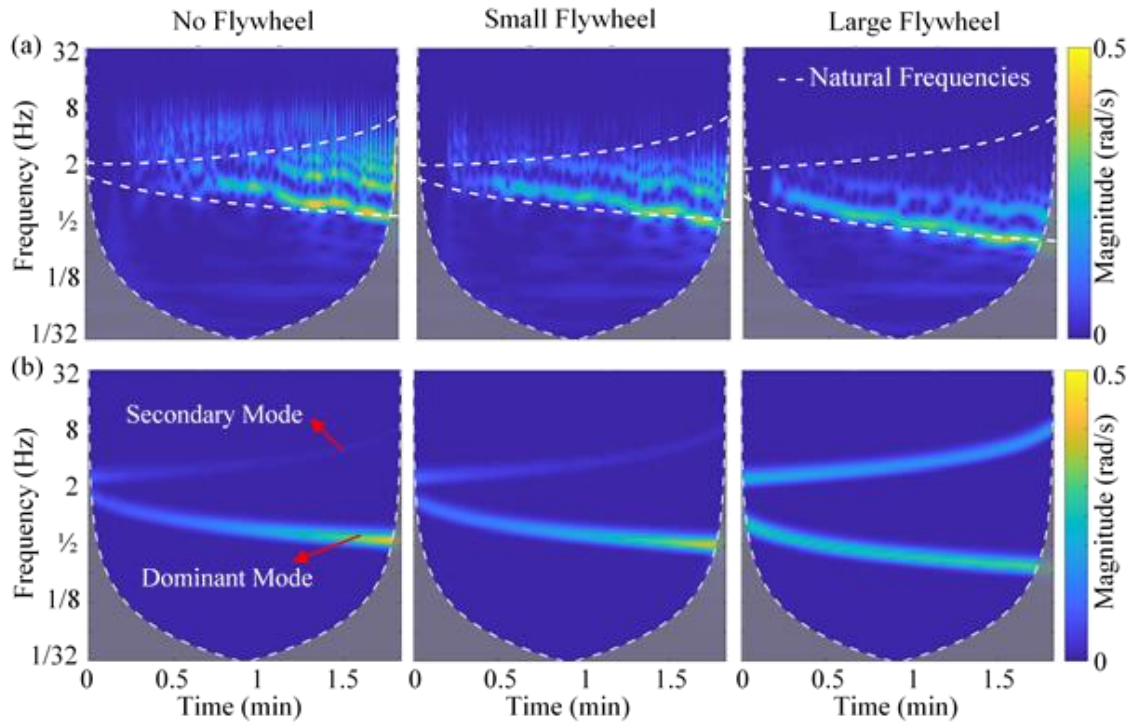 No Flywheel Small Flywheel Large Flywheel
(a)
32
8
2
½
1/8
1/32
Frequency (Hz)
Natural Frequencies
0.5
0
Magnitude (rad/s)
(b)
32
8
2
½
1/8
1/32
Frequency (Hz)
Secondary Mode
Dominant Mode
0.5
0
Magnitude (rad/s)
0 0.5 1 1.5 0 0.5 1 1.5 0 0.5 1 1.5
Time (min) Time (min) Time (min)